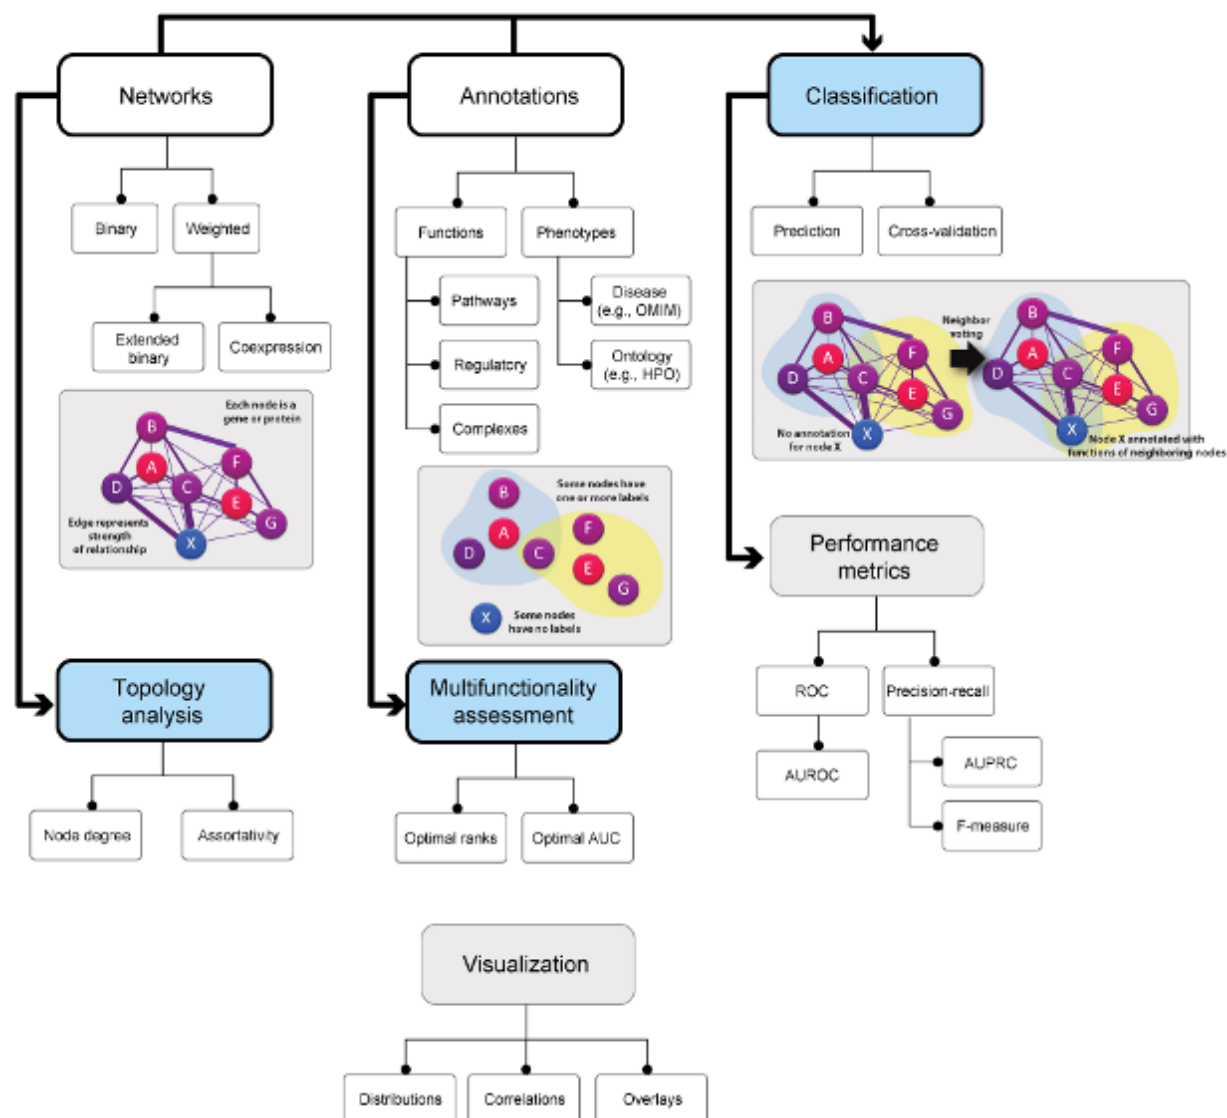 Networks
Annotations
Classification
Binary
Weighted
Functions
Phenotypes
Prediction
Cross-validation
Extended
binary
Coexpression
Pathways
Disease
(e.g., OMIM)
Regulatory
Ontology
(e.g., HPO)
Complexes
Each node is a
gene or protein
B
F
A
D
C
E
G
X
Edge represents
strength
of relationship
B
Some nodes have
one or more labels
A
F
D
C
E
G
X
Some nodes
have no labels
B
F
A
D
C
E
G
X
No annotation
for node X
Neighbor
voting
B
F
A
D
C
E
G
X
Node X annotated with
functions of neighboring nodes
Performance
metrics
ROC
Precision-recall
AUROC
AUPRC
F-measure
Topology
analysis
Multifunctionality
assessment
Node degree
Assortativity
Optimal ranks
Optimal AUC
Visualization
Distributions
Correlations
Overlays